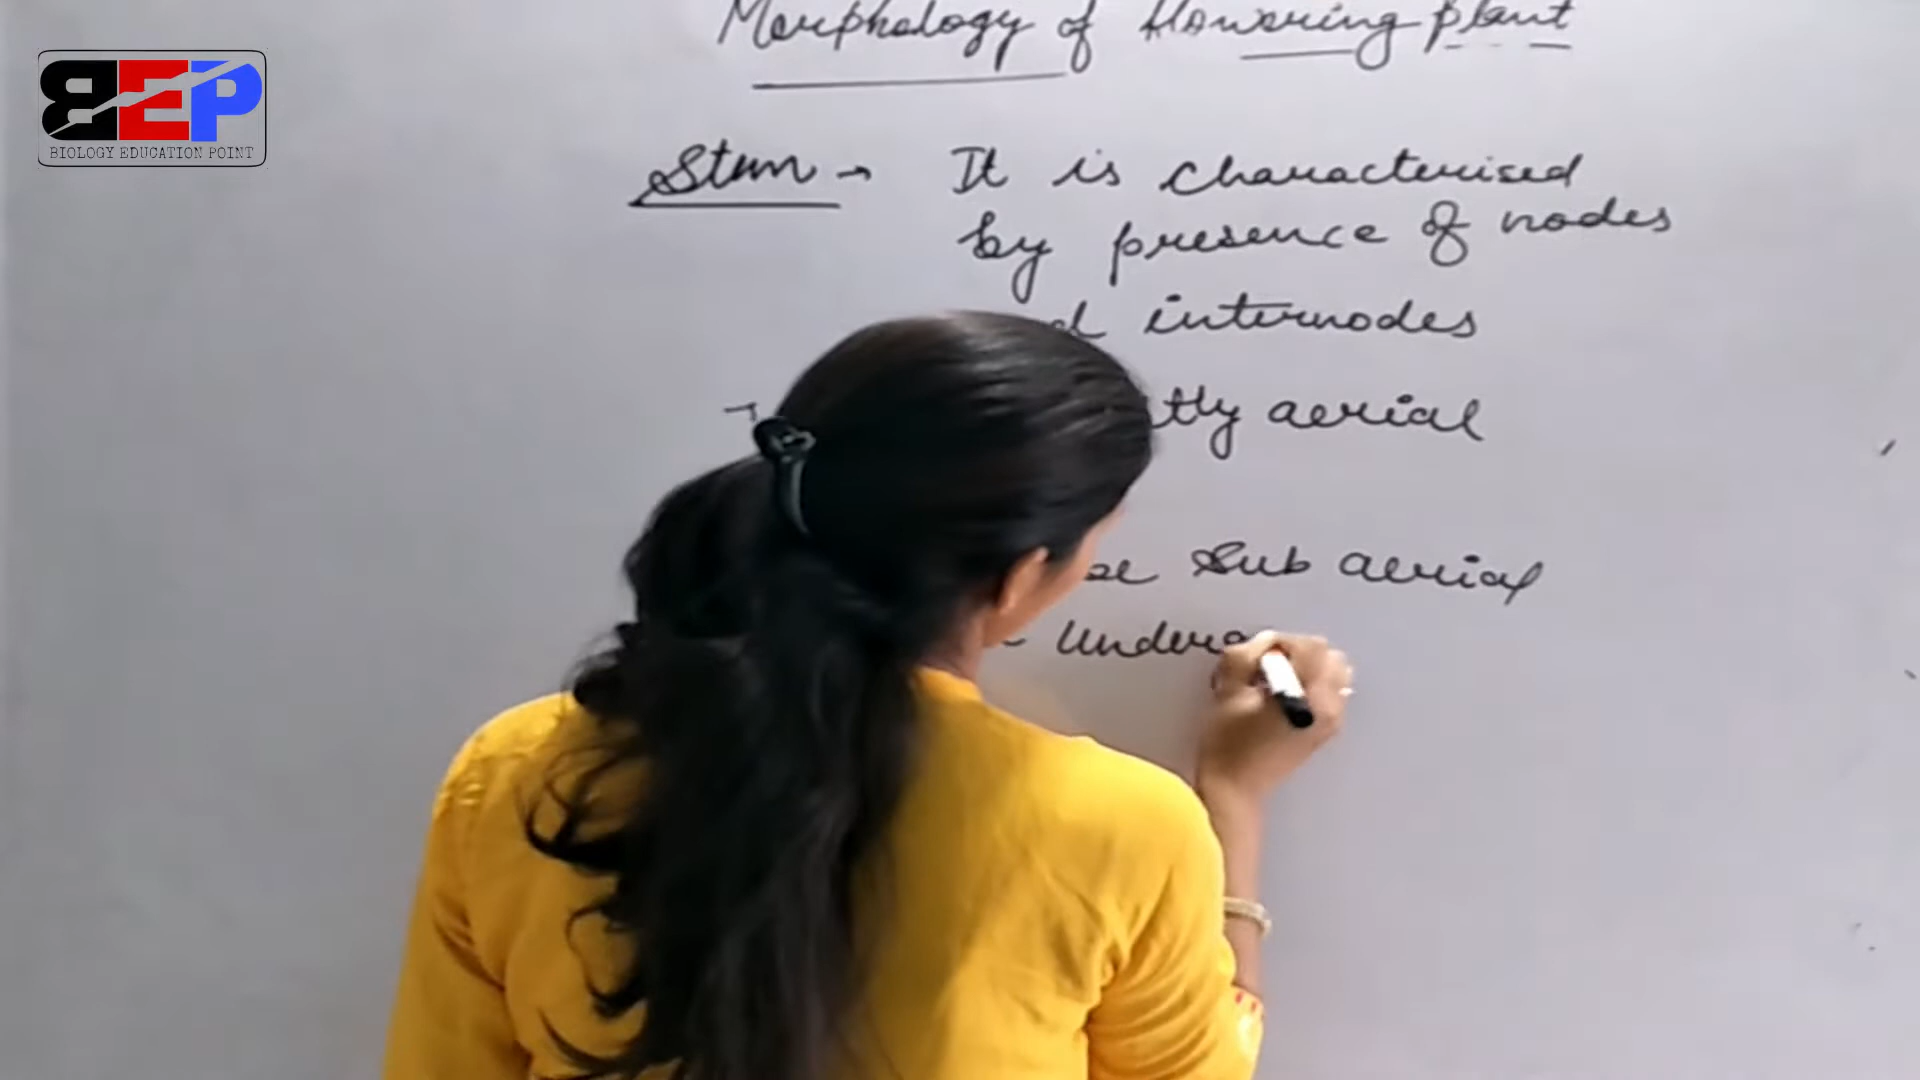 BEP
BIOLOGY EDUCATION POINT
Morphology of flowering plant
Stem → It is characterised
by presence of nodes
internodes
aerial
Sub aerial